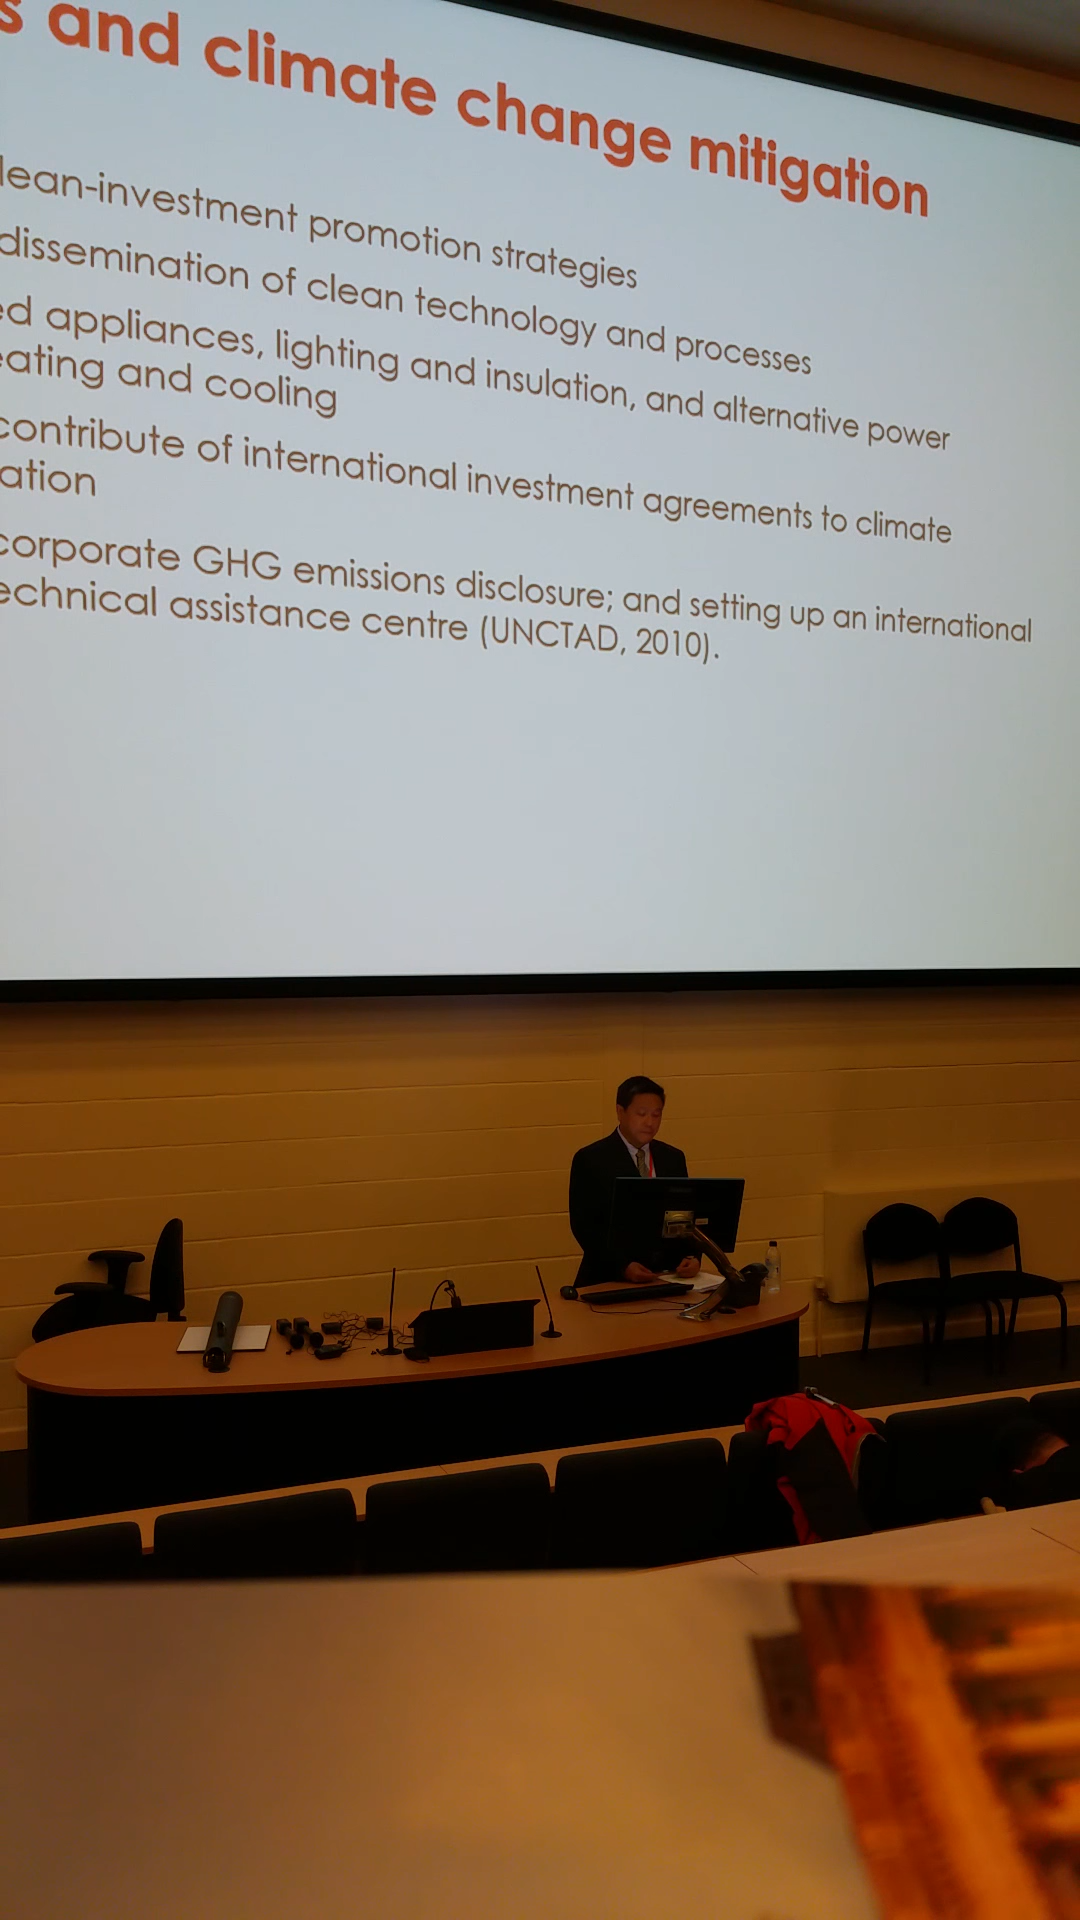 s and climate change mitigation
lean-investment promotion strategies
dissemination of clean technology and processes
ed appliances, lighting and insulation, and alternative power
eating and cooling
contribute of international investment agreements to climate
ation
corporate GHG emissions disclosure; and setting up an international
echnical assistance centre (UNCTAD, 2010).